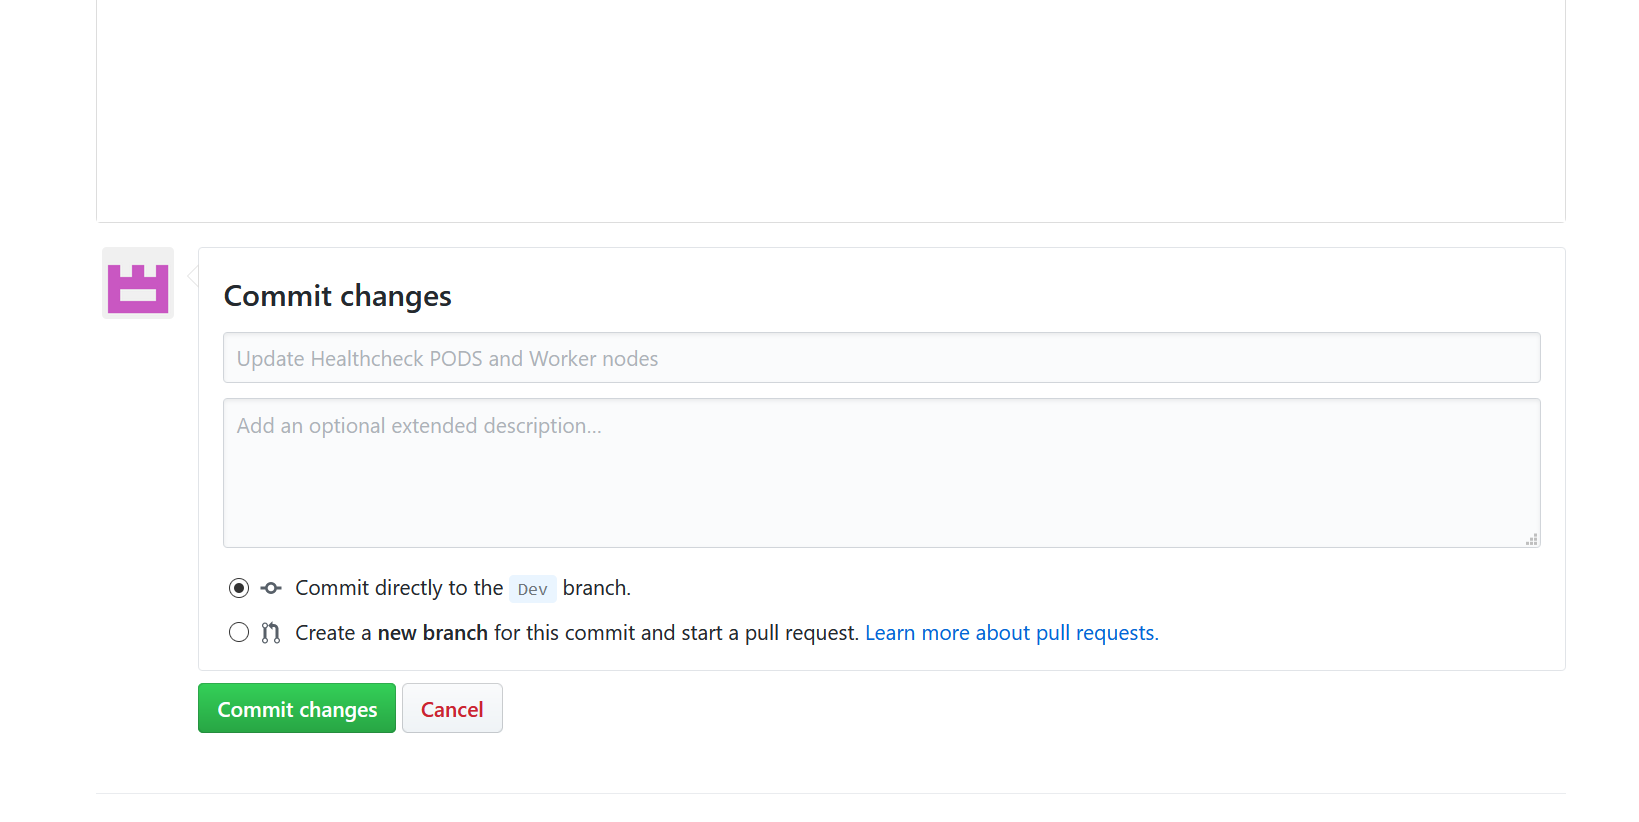 Commit changes
Update Healthcheck PODS and Worker nodes
Add an optional extended description...
Commit directly to the Dev branch.
Create a new branch for this commit and start a pull request. Learn more about pull requests.
Commit changes
Cancel